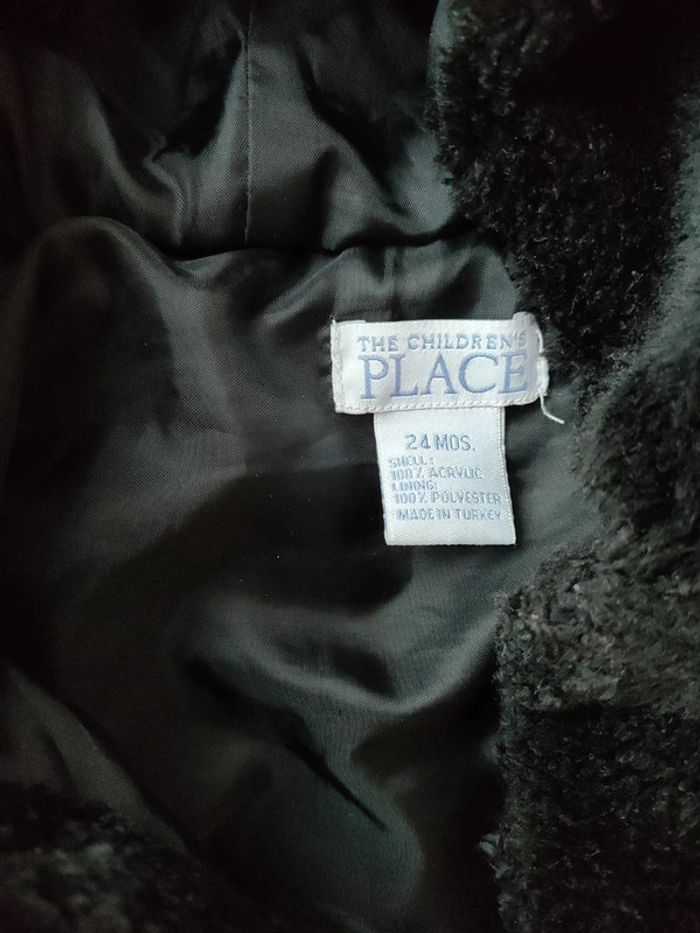 THE CHILDREN'S
PLACE
24 MOS.
SHELL:
100% ACRYLIC
LINING:
100% POLYESTER
MADE IN TURKEY